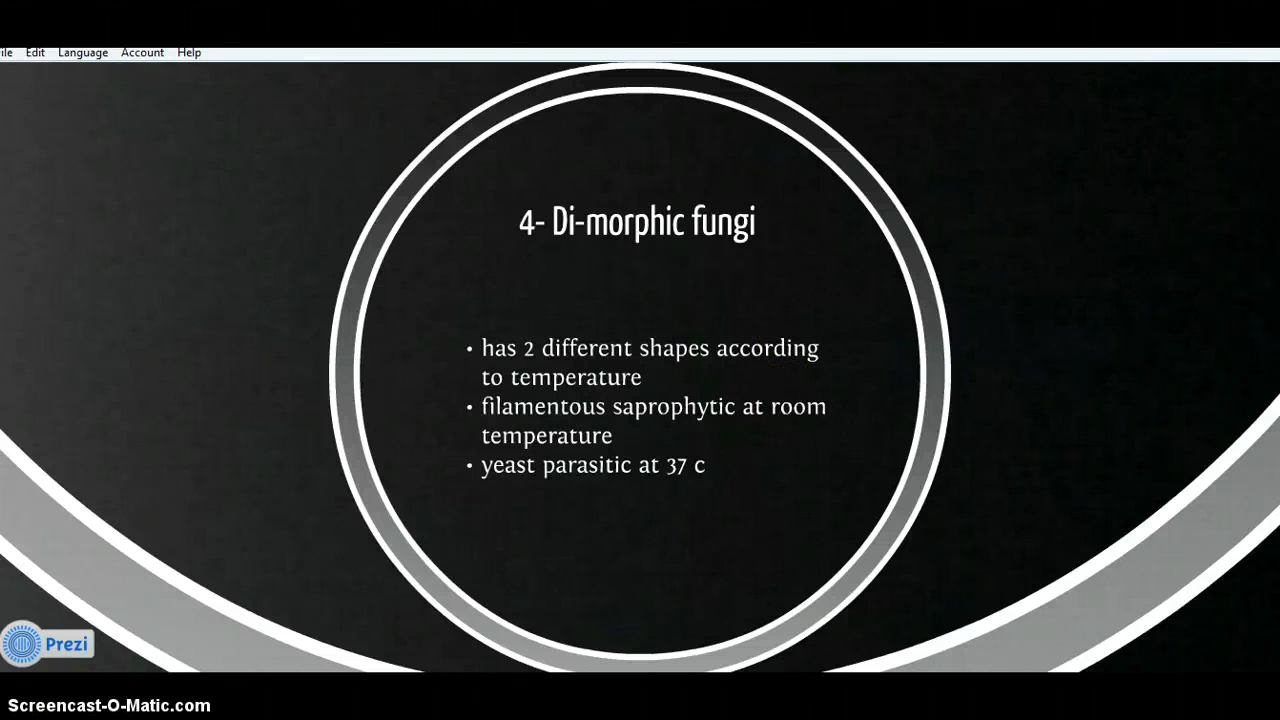 ile Edit Language Account Help
4- Di-morphic fungi
• has 2 different shapes according
to temperature
• filamentous saprophytic at room
temperature
• yeast parasitic at 37 c
Prezi
Screencast-O-Matic.com